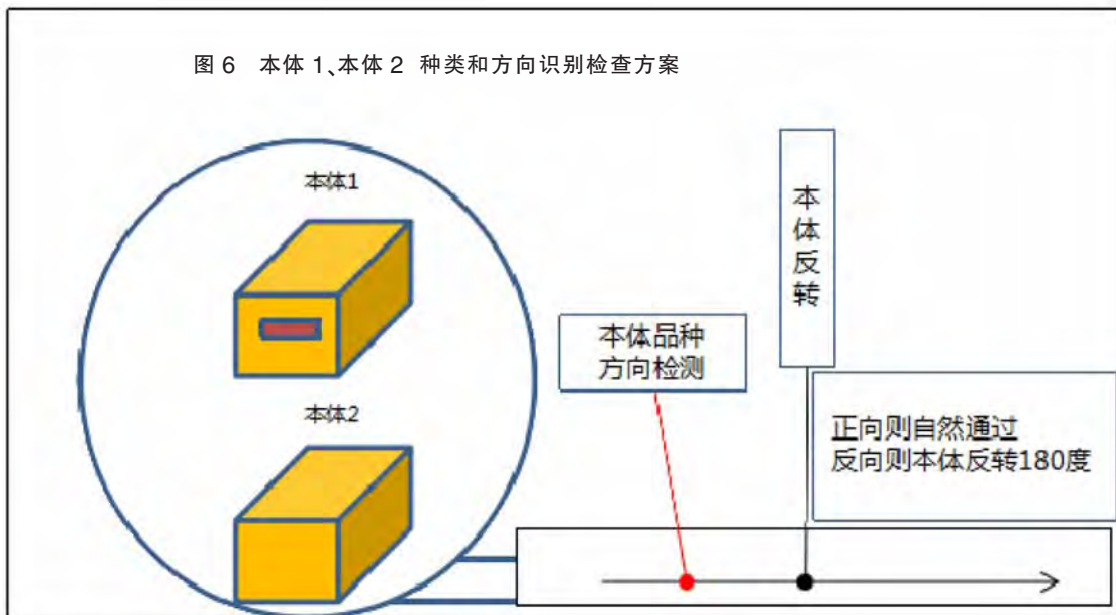 图 6 本体 1、本体 2 种类和方向识别检查方案
本体1
本体2
本体品种
方向检测
本体反转
正向则自然通过
反向则本体反转180度